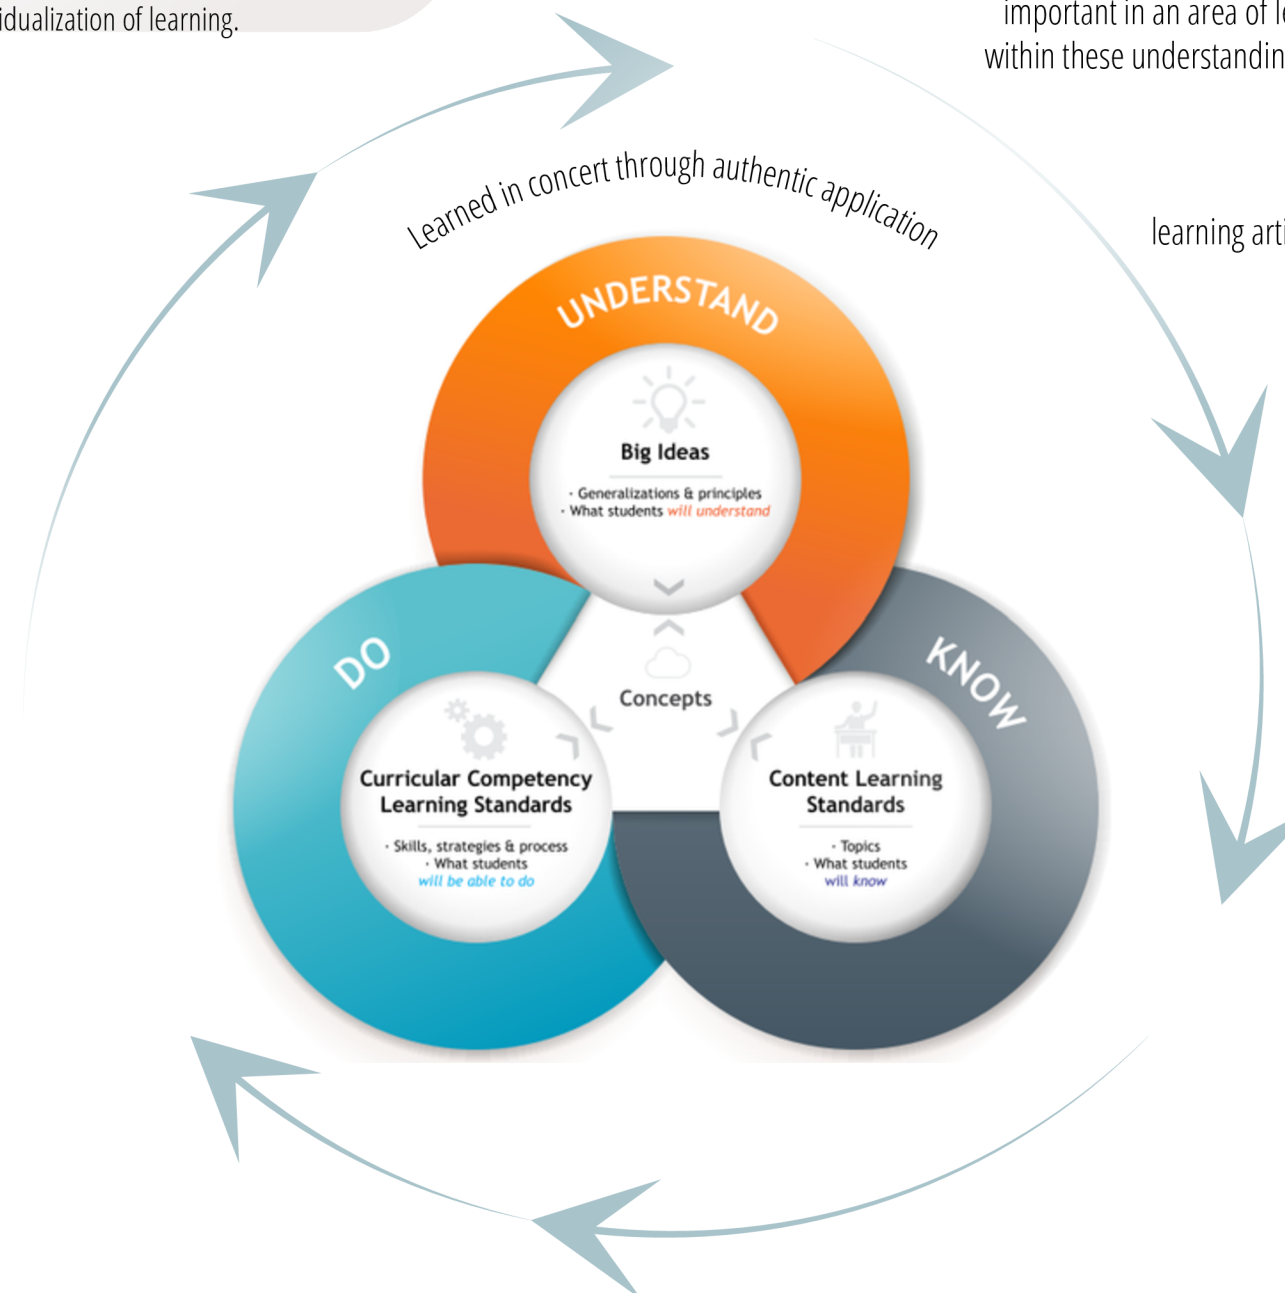 idualization of learning.
important in an area of le
within these understandin
learning arti
Learned in concert through authentic application
UNDERSTAND
Big Ideas
· Generalizations & principles
· What students will understand
DO
KNOW
Concepts
Curricular Competency
Learning Standards
· Skills, strategies & process
· What students
will be able to do
Content Learning
Standards
· Topics
· What students
will know